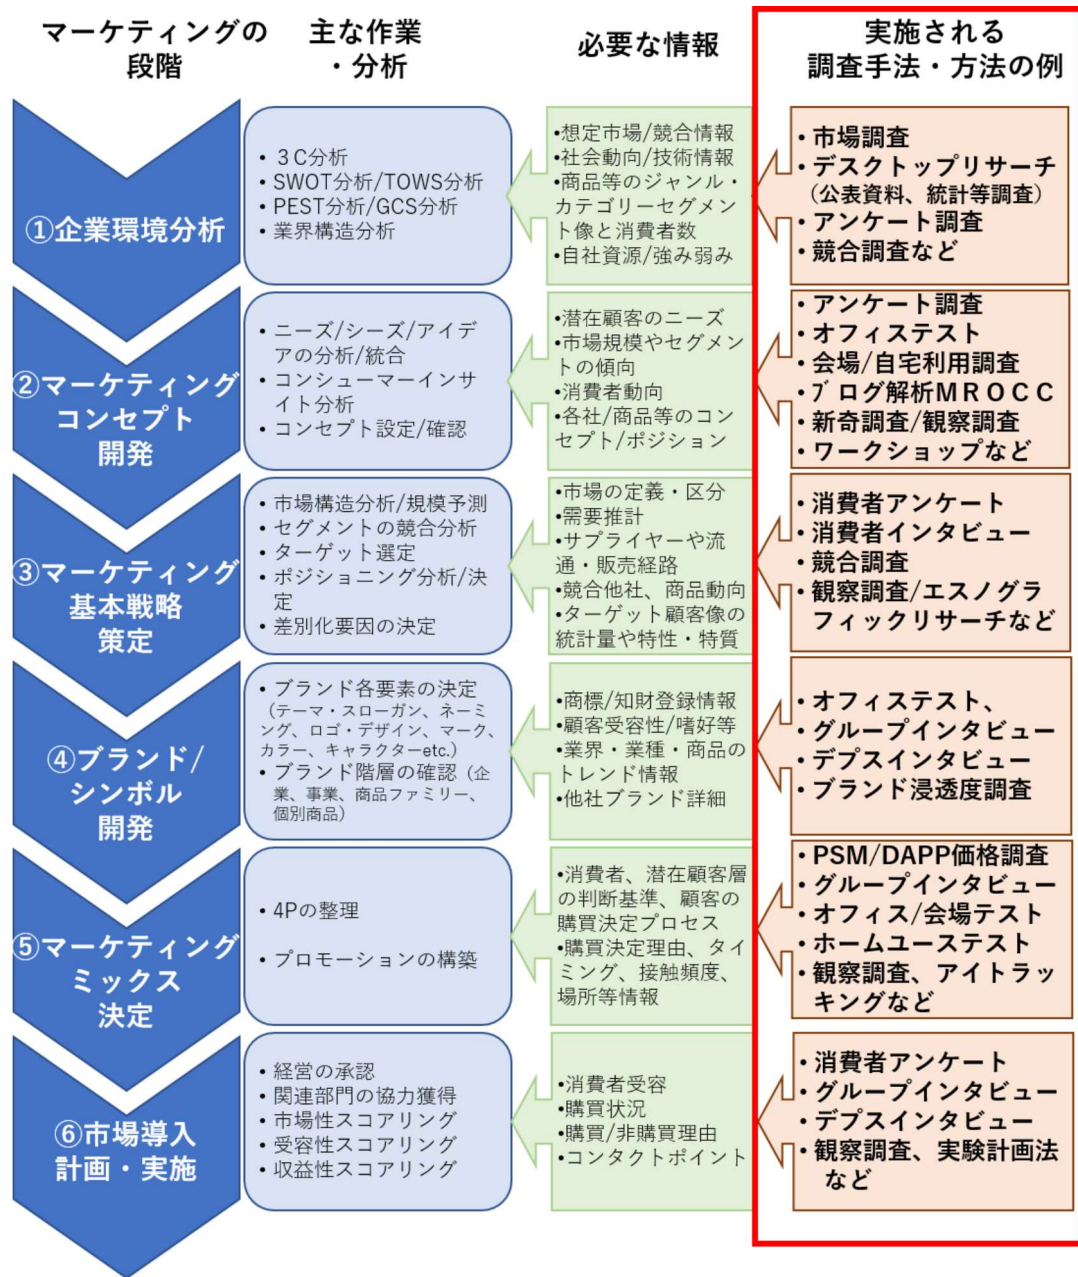 マーケティングの
段階
主な作業
・分析
必要な情報
実施される
調査手法・方法の例
①企業環境分析
• ３C分析
• SWOT分析/TOWS分析
• PEST分析/GCS分析
• 業界構造分析
•想定市場/競合情報
•社会動向/技術情報
•商品等のジャンル・
カテゴリーセグメン
ト像と消費者数
•自社資源/強み弱み
・市場調査
・デスクトップリサーチ
（公表資料、統計等調査）
・アンケート調査
・競合調査など
②マーケティング
コンセプト
開発
• ニーズ/シーズ/アイデ
アの分析/統合
• コンシューマーインサ
イト分析
• コンセプト設定/確認
•潜在顧客のニーズ
•市場規模やセグメン
トの傾向
•消費者動向
•各社/商品等のコン
セプト/ポジション
・アンケート調査
・オフィステスト
・会場/自宅利用調査
・ブログ解析ＭＲＯＣＣ
・新奇調査/観察調査
・ワークショップなど
③マーケティング
基本戦略
策定
• 市場構造分析/規模予測
• セグメントの競合分析
• ターゲット選定
• ポジショニング分析/決
定
• 差別化要因の決定
•市場の定義・区分
•需要推計
•サプライヤーや流
通・販売経路
•競合他社、商品動向
•ターゲット顧客像の
統計量や特性・特質
・消費者アンケート
・消費者インタビュー
・競合調査
・観察調査/エスノグラ
フィックリサーチなど
④ブランド/
シンボル
開発
• ブランド各要素の決定
（テーマ・スローガン、ネーミ
ング、ロゴ・デザイン、マーク、
カラー、キャラクターetc.）
• ブランド階層の確認（企
業、事業、商品ファミリー、
個別商品）
•商標/知財登録情報
•顧客受容性/嗜好等
•業界・業種・商品の
トレンド情報
•他社ブランド詳細
・オフィステスト、
・グループインタビュー
・デプスインタビュー
・ブランド浸透度調査
⑤マーケティング
ミックス
決定
• 4Pの整理
• プロモーションの構築
•消費者、潜在顧客層
の判断基準、顧客の
購買決定プロセス
•購買決定理由、タイ
ミング、接触頻度、
場所等情報
・PSM/DAPP価格調査
・グループインタビュー
・オフィス/会場テスト
・ホームユーステスト
・観察調査、アイトラッ
キングなど
⑥市場導入
計画・実施
• 経営の承認
• 関連部門の協力獲得
• 市場性スコアリング
• 受容性スコアリング
• 収益性スコアリング
•消費者受容
•購買状況
•購買/非購買理由
•コンタクトポイント
・消費者アンケート
・グループインタビュー
・デプスインタビュー
・観察調査、実験計画法
など